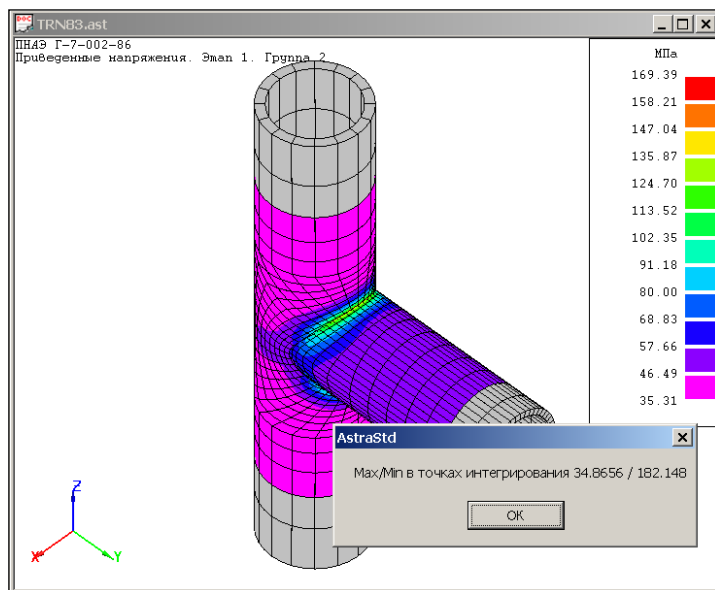 TRN83.ast
ПНАЭ Г-7-002-86
Приведенные напряжения. Этап 1. Группа 2
МПа
169.39
158.21
147.04
135.87
124.70
113.52
102.35
91.18
80.00
68.83
57.66
46.49
35.31
AstraStd
Max/Min в точках интегрирования 34.8656 / 182.148
OK
Z
X
Y